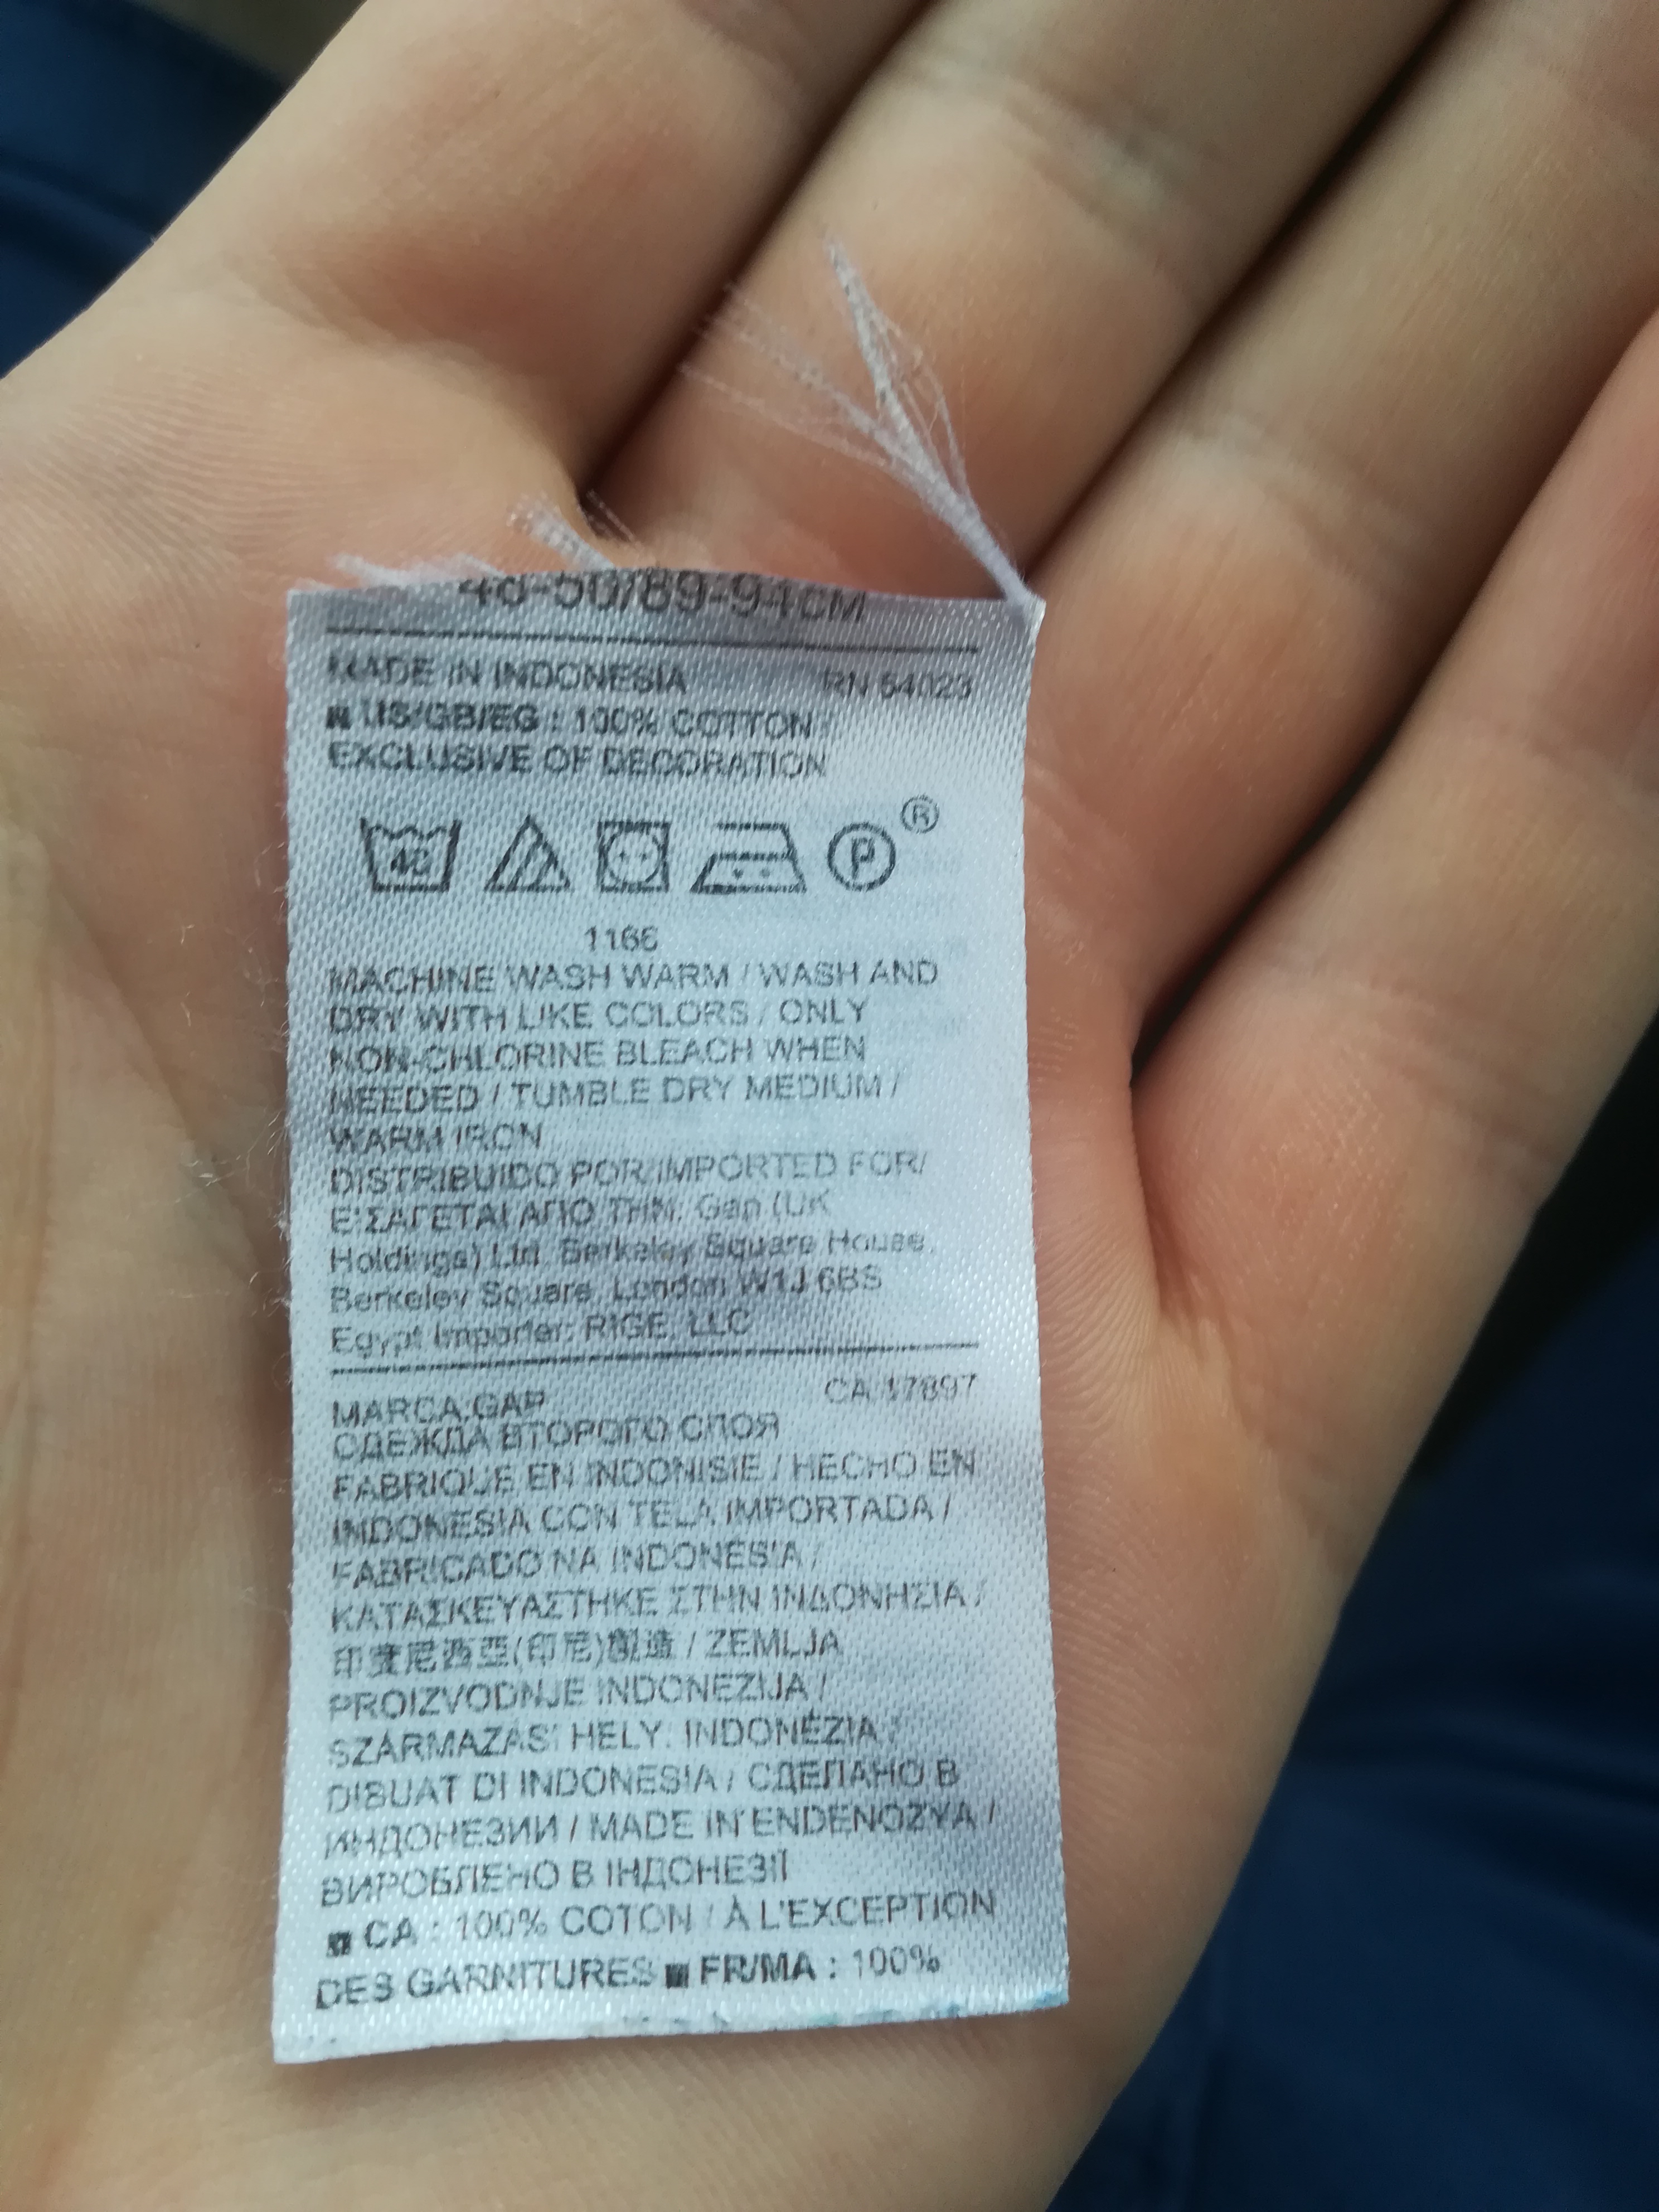 48-50/89-94CM
MADE IN INDONESIA RN 54023
US/GB/EG : 100% COTTON /
EXCLUSIVE OF DECORATION
40 P ®
1166
MACHINE WASH WARM / WASH AND
DRY WITH LIKE COLORS / ONLY
NON-CHLORINE BLEACH WHEN
NEEDED / TUMBLE DRY MEDIUM /
WARM IRON
DISTRIBUIDO POR/IMPORTED FOR/
ΕΙΣΑΓΕΤΑΙ ΑΠΟ ΤΗΝ: Gap (UK
Holdings) Ltd. Berkeley Square House,
Berkeley Square, London W1J 6BS
Egypt Importer: RIGE, LLC
MARCA:GAP CA 17897
ОДЕЖДА ВТОРОГО СЛОЯ
FABRIQUE EN INDONISIE / HECHO EN
INDONESIA CON TELA IMPORTADA /
FABRICADO NA INDONÉSIA /
ΚΑΤΑΣΚΕΥΑΣΤΗΚΕ ΣΤΗΝ ΙΝΔΟΝΗΣΙΑ /
印度尼西亞(印尼)製造 / ZEMLJA
PROIZVODNJE INDONEZIJA /
SZÁRMAZÁSI HELY: INDONÉZIA /
DIBUAT DI INDONESIA / СДЕЛАНО В
ИНДОНЕЗИИ / MADE IN ENDENOZYA /
ВИРОБЛЕНО В ІНДОНЕЗІЇ
CA : 100% COTON / À L'EXCEPTION
DES GARNITURES FR/MA : 100%